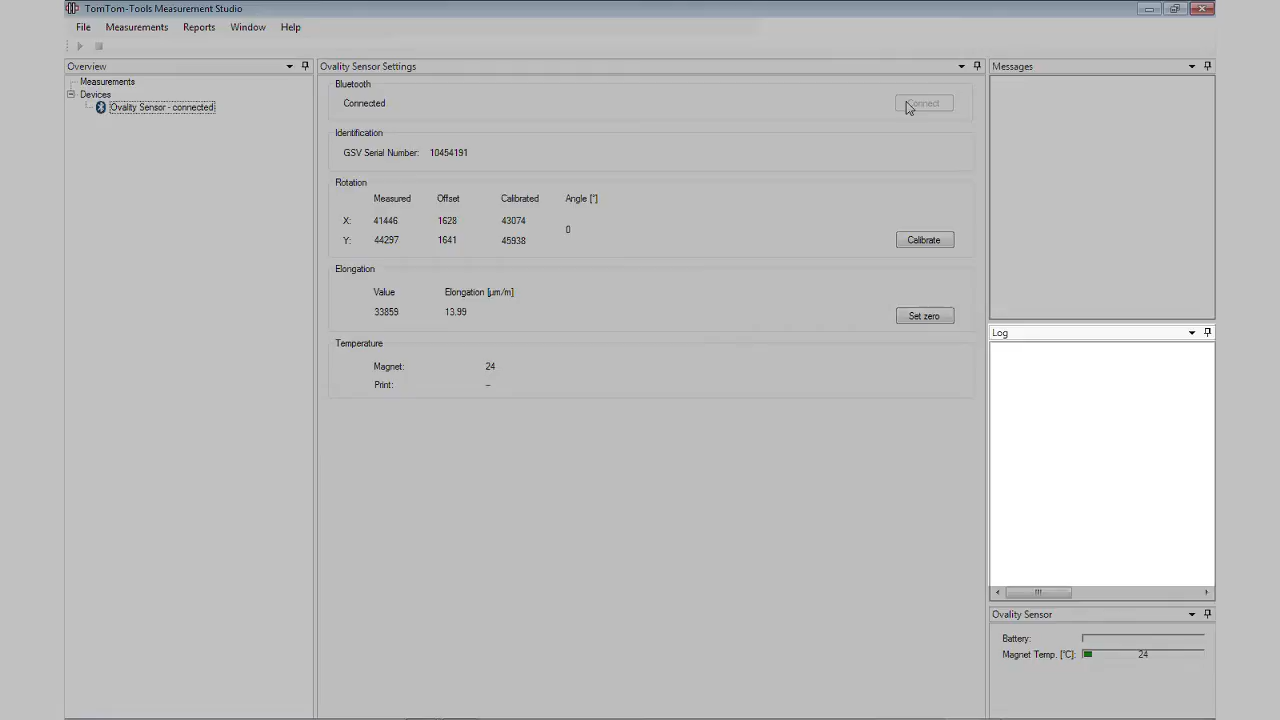 TomTom-Tools Measurement Studio
File Measurements Reports Window Help
Overview
Measurements
Devices
Ovality Sensor - connected
Ovality Sensor Settings
Bluetooth
Connected Connect
Identification
GSV Serial Number: 10454191
Rotation
Measured Offset Calibrated Angle [°]
X: 41446 1628 43074
0
Y: 44297 1641 45938
Calibrate
Elongation
Value Elongation [µm/m]
33859 13.99
Set zero
Temperature
Magnet: 24
Print: --
Messages
Log
Ovality Sensor
Battery:
Magnet Temp. [°C]: 24